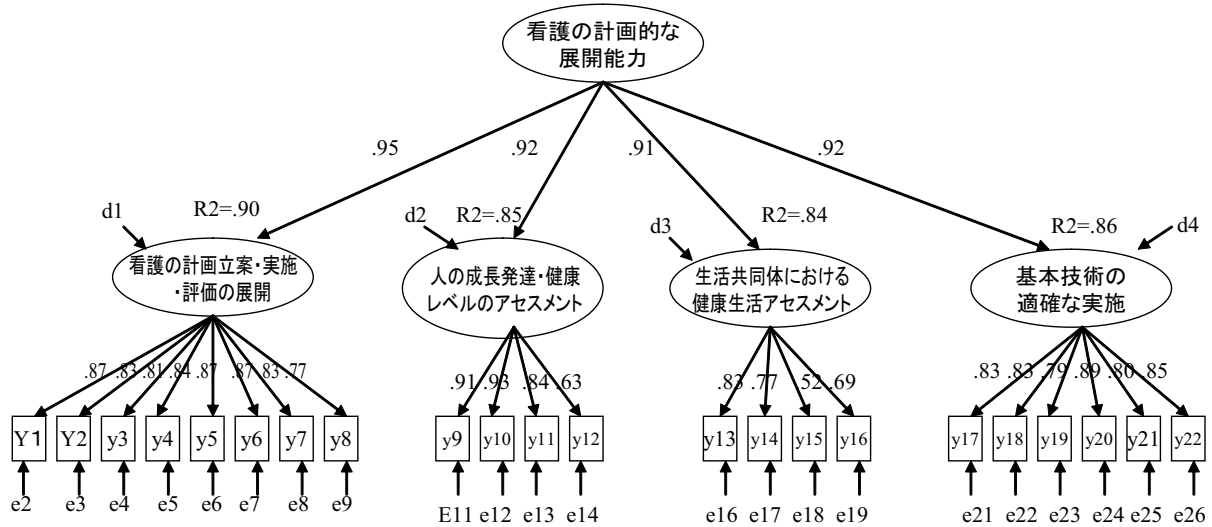 看護の計画的な
展開能力
.95 .92 .91 .92
d1 R2=.90 d2 R2=.85 d3 R2=.84 R2=.86 d4
看護の計画立案・実施
・評価の展開
人の成長発達・健康
レベルのアセスメント
生活共同体における
健康生活アセスメント
基本技術の
適確な実施
.87 .83 .81 .84 .87 .87 .83 .77 .91 .93 .84 .63 .83 .77 .52 .69 .83 .83 .79 .89 .80 .85
Y1 Y2 y3 y4 y5 y6 y7 y8 y9 y10 y11 y12 y13 y14 y15 y16 y17 y18 y19 y20 y21 y22
e2 e3 e4 e5 e6 e7 e8 e9 E11 e12 e13 e14 e16 e17 e18 e19 e21 e22 e23 e24 e25 e26